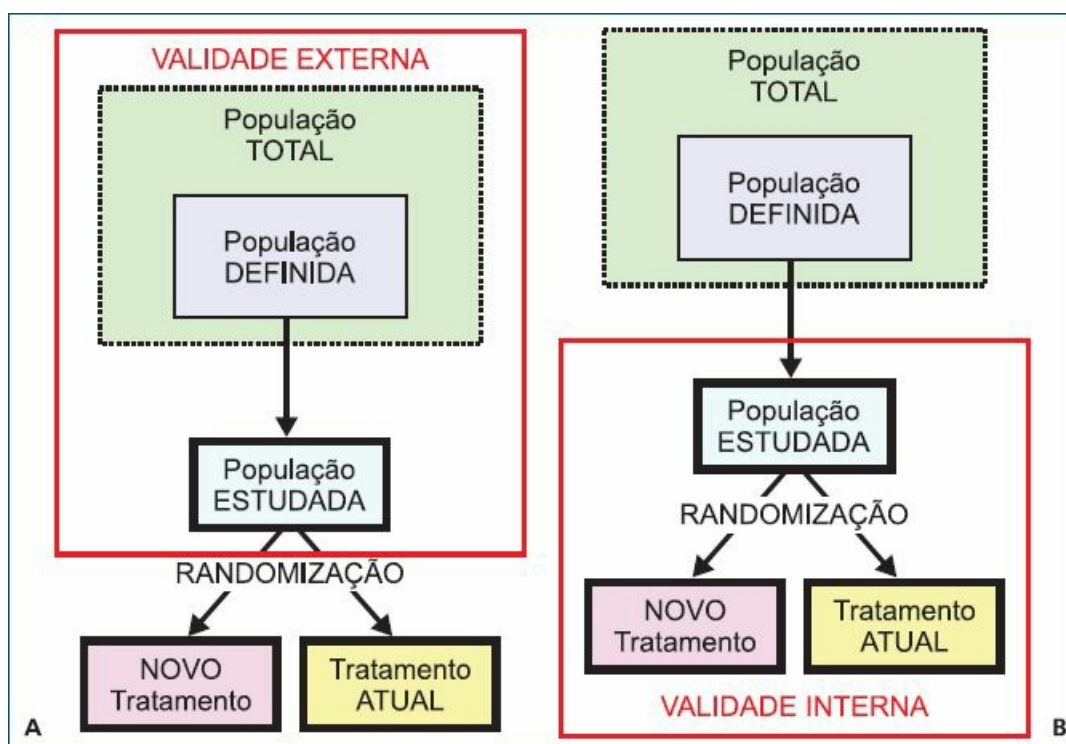 VALIDADE EXTERNA
População
TOTAL
População
DEFINIDA
População
ESTUDADA
RANDOMIZAÇÃO
NOVO
Tratamento
Tratamento
ATUAL
A
População
TOTAL
População
DEFINIDA
População
ESTUDADA
RANDOMIZAÇÃO
NOVO
Tratamento
Tratamento
ATUAL
VALIDADE INTERNA
B